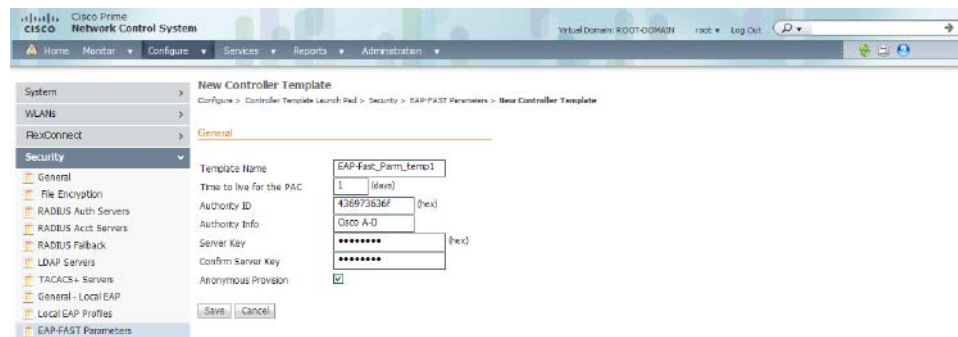 Cisco Prime
CISCO Network Control System
Virtual Domain: ROOT-DOMAIN root Log Out
Home Monitor Configure Services Reports Administration
System
WLANs
FlexConnect
Security
General
File Encryption
RADIUS Auth Servers
RADIUS Acct Servers
RADIUS Fallback
LDAP Servers
TACACS+ Servers
General - Local EAP
Local EAP Profiles
EAP-FAST Parameters
New Controller Template
Configure > Controller Template Launch Pad > Security > EAP-FAST Parameters > New Controller Template
General
Template Name EAP-Fast_Parm_temp1
Time to live for the PAC 1 (days)
Authority ID 436973636f (hex)
Authority Info Cisco A-ID
Server Key •••••••• (hex)
Confirm Server Key ••••••••
Anonymous Provision
Save Cancel